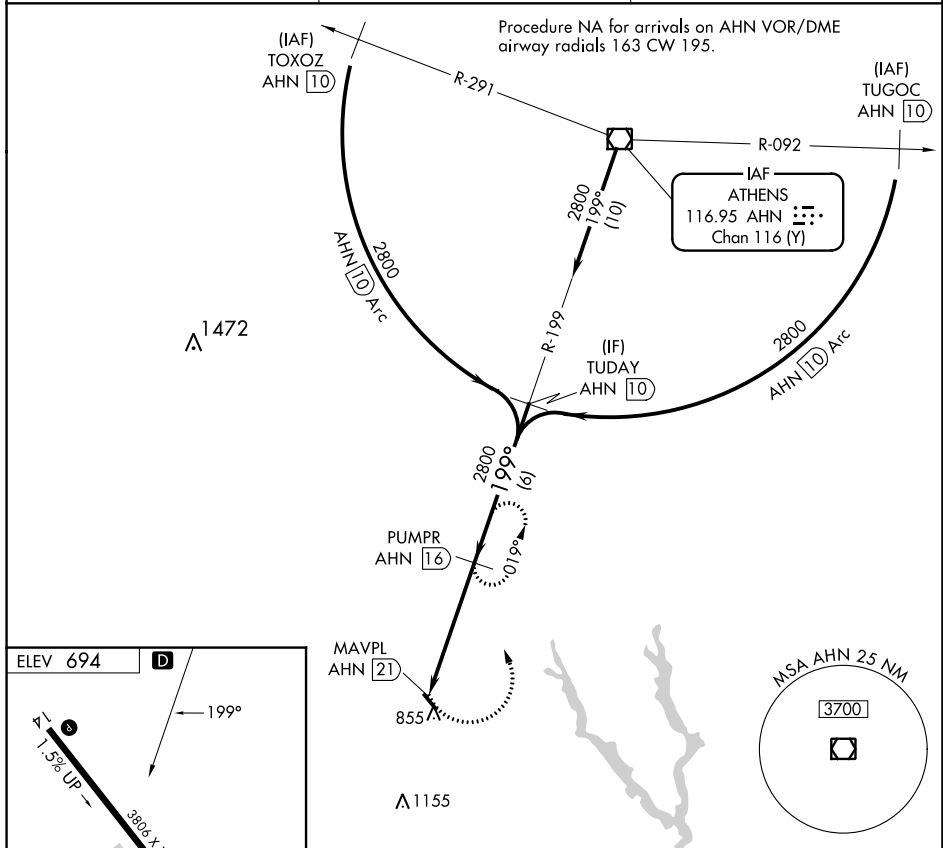 Procedure NA for arrivals on AHN VOR/DME
airway radials 163 CW 195.
(IAF)
TOXOZ
AHN 10
R-291
(IAF)
TUGOC
AHN 10
R-092
IAF
ATHENS
116.95 AHN
Chan 116 (Y)
2800
199°
(10)
2800
AHN 10 Arc
R-199
2800
AHN 10 Arc
1472
(IF)
TUDAY
AHN 10
2800
199°
(6)
PUMPR
AHN 16
019°
MAVPL
AHN 21
855
1155
MSA AHN 25 NM
3700
ELEV 694
D
199°
14
P
1.5% UP
3806 X